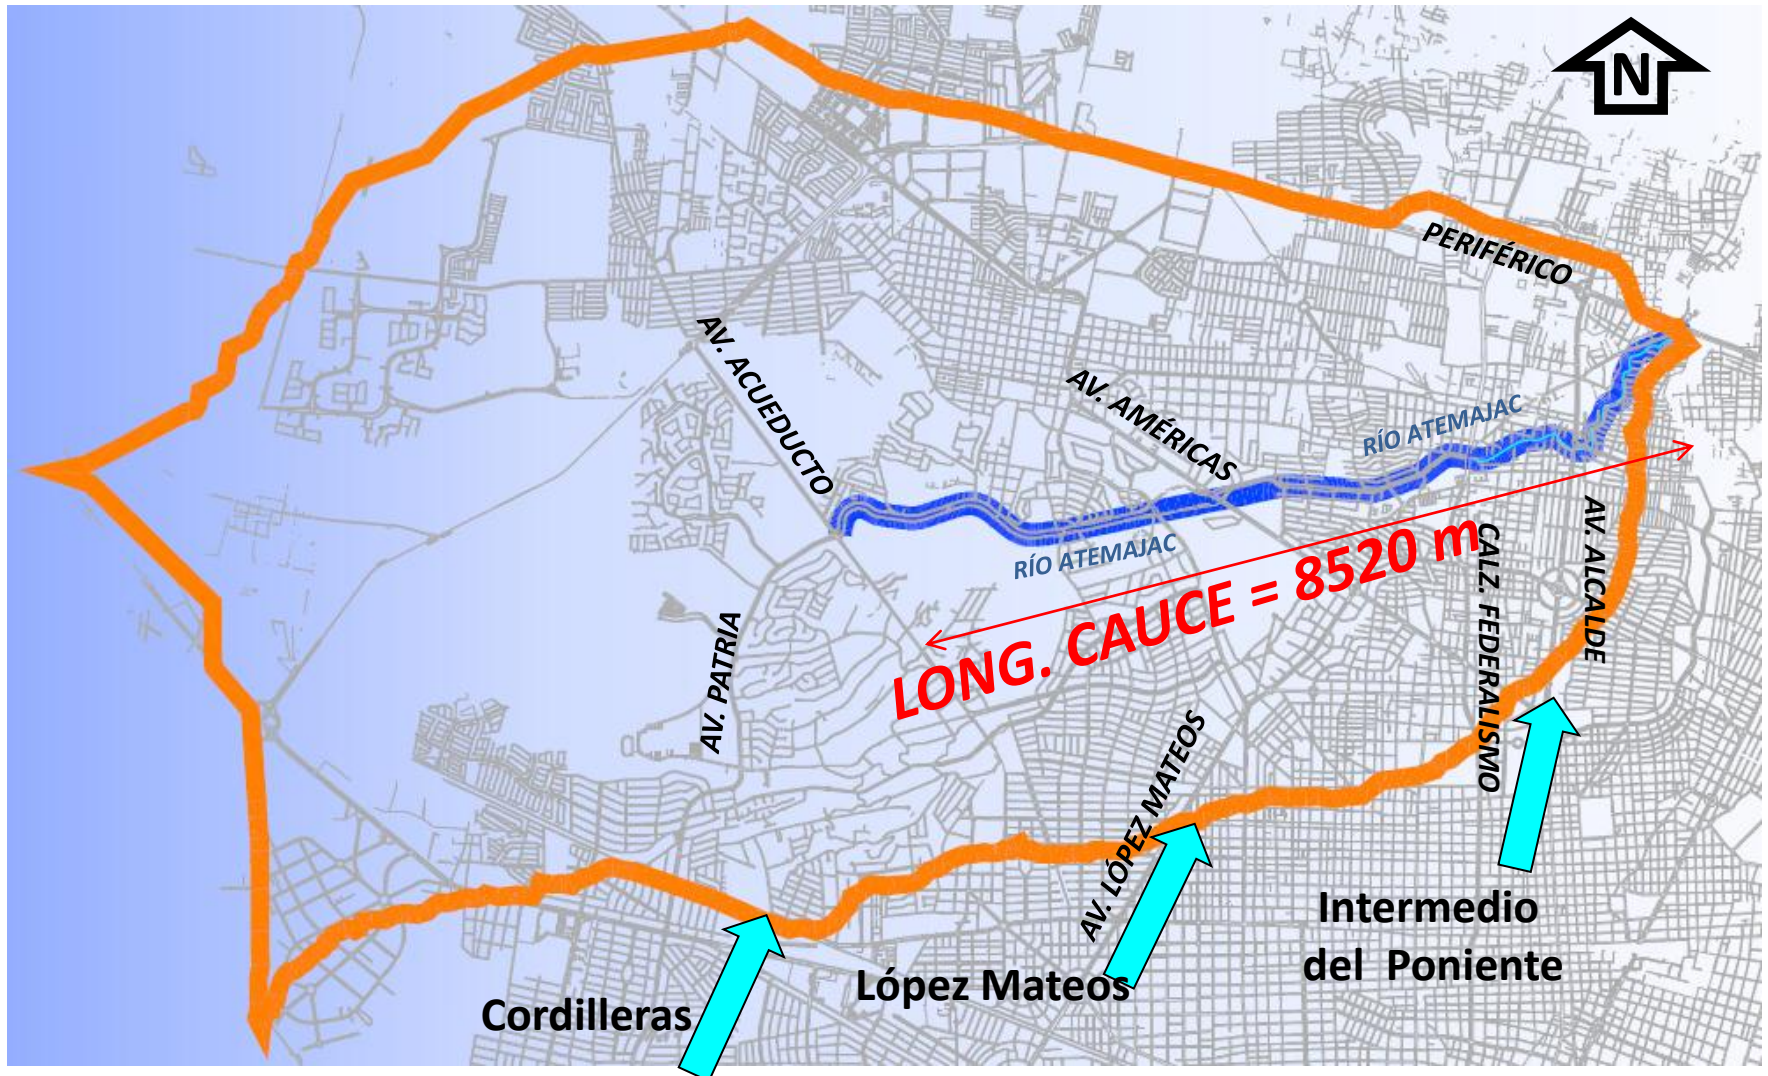 N
PERIFÉRICO
AV. ACUEDUCTO
AV. AMÉRICAS
RÍO ATEMAJAC
RÍO ATEMAJAC
LONG. CAUCE = 8520 m
AV. ALCALDE
CALZ. FEDERALISMO
AV. PATRIA
AV. LÓPEZ MATEOS
Intermedio
del Poniente
López Mateos
Cordilleras